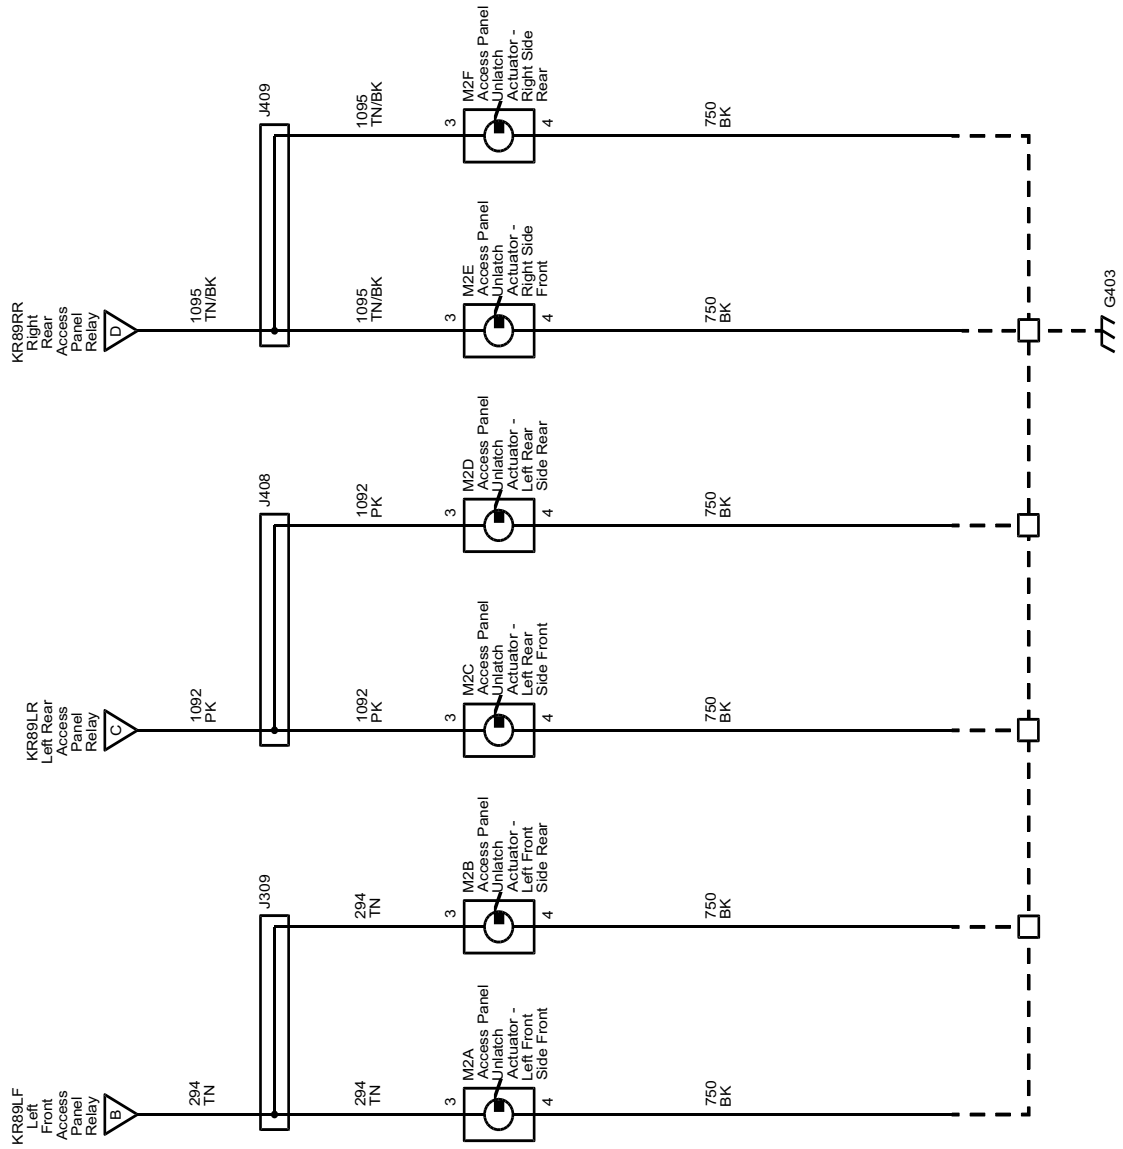 KR89LF
Left
Front
Access
Panel
Relay
B
294
TN
J309
294
TN
294
TN
3
M2A
Access Panel
Unlatch
Actuator -
Left Front
Side Front
4
3
M2B
Access Panel
Unlatch
Actuator -
Left Front
Side Rear
4
750
BK
750
BK
KR89LR
Left Rear
Access
Panel
Relay
C
1092
PK
J408
1092
PK
1092
PK
3
M2C
Access Panel
Unlatch
Actuator -
Left Rear
Side Front
4
3
M2D
Access Panel
Unlatch
Actuator -
Left Rear
Side Rear
4
750
BK
750
BK
KR89RR
Right
Rear
Access
Panel
Relay
D
1095
TN/BK
J409
1095
TN/BK
1095
TN/BK
3
M2E
Access Panel
Unlatch
Actuator -
Right Side
Front
4
3
M2F
Access Panel
Unlatch
Actuator -
Right Side
Rear
4
750
BK
750
BK
G403